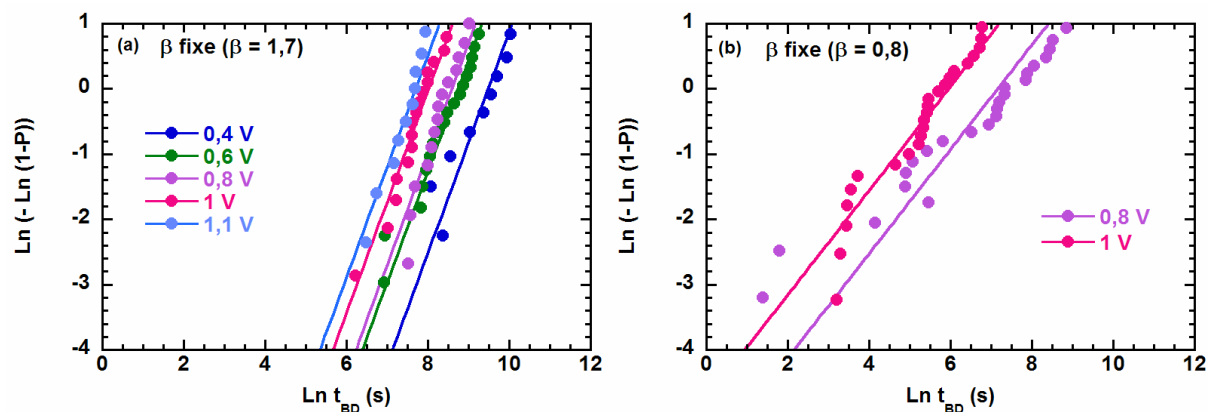 (a) β fixe (β = 1,7)
1
0
-1
-2
-3
-4
Ln (- Ln (1-P))
0,4 V
0,6 V
0,8 V
1 V
1,1 V
0 2 4 6 8 10 12
Ln t_BD (s)
(b) β fixe (β = 0,8)
1
0
-1
-2
-3
-4
Ln (- Ln (1-P))
0,8 V
1 V
0 2 4 6 8 10 12
Ln t_BD (s)